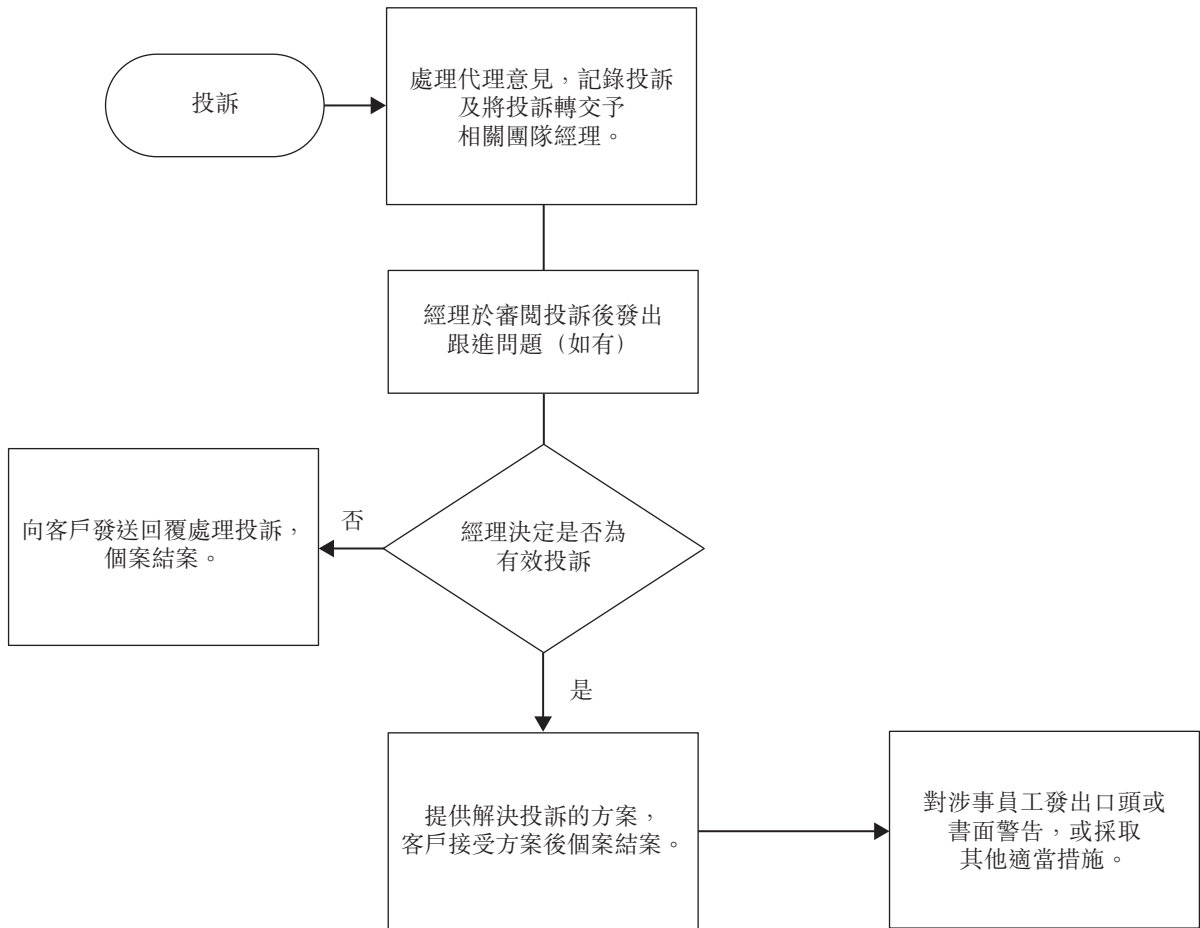 投訴
處理代理意見，記錄投訴
及將投訴轉交予
相關團隊經理。
經理於審閱投訴後發出
跟進問題（如有）
經理決定是否為
有效投訴
否
向客戶發送回覆處理投訴，
個案結案。
是
提供解決投訴的方案，
客戶接受方案後個案結案。
對涉事員工發出口頭或
書面警告，或採取
其他適當措施。